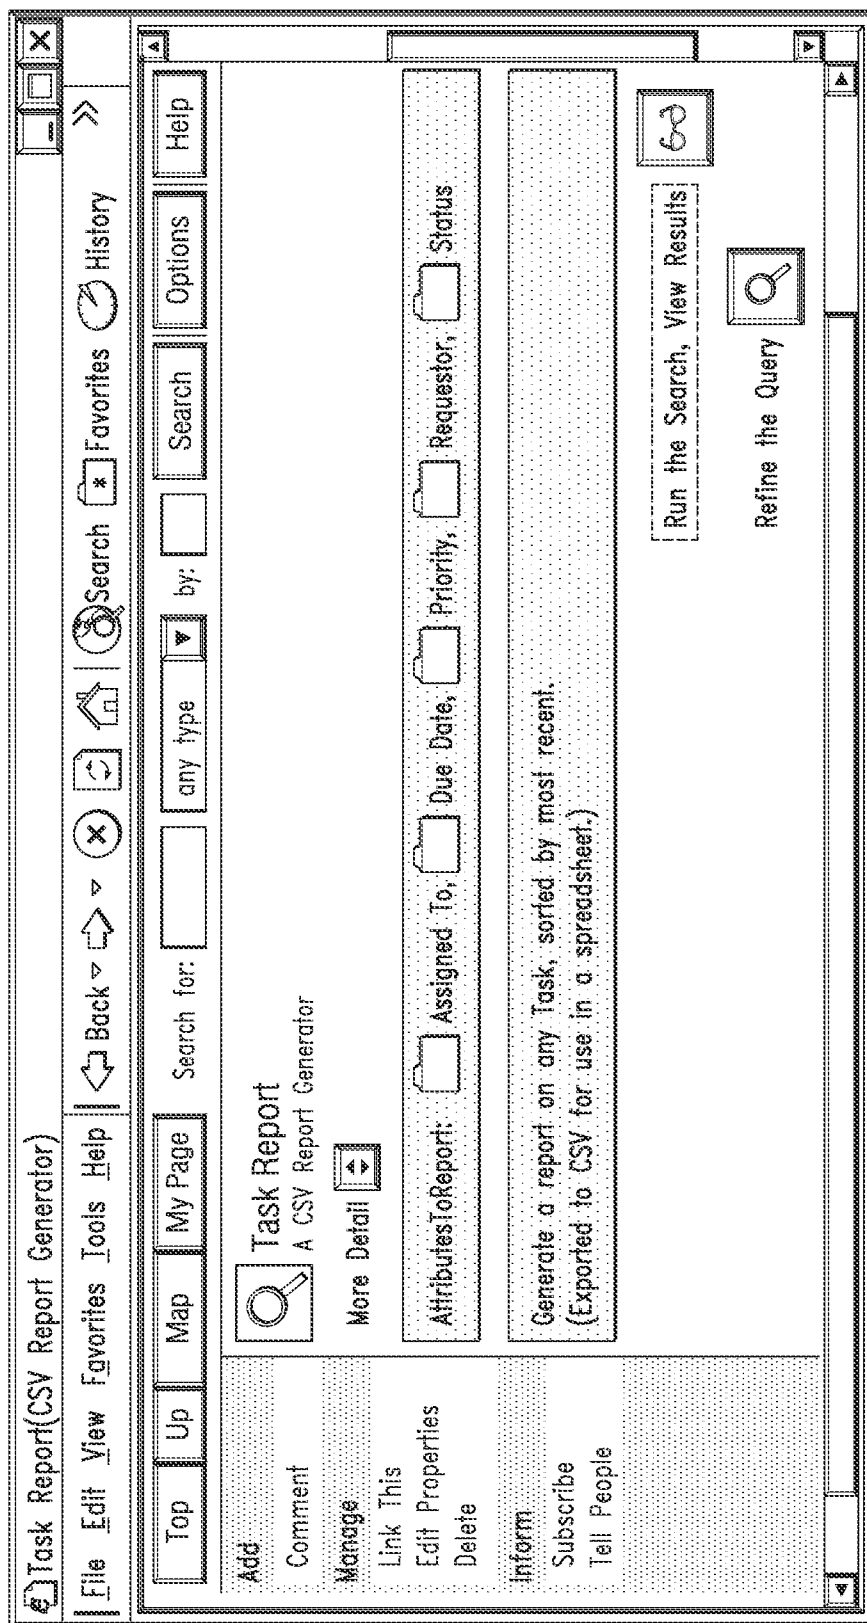 Task Report(CSV Report Generator)
File Edit View Favorites Tools Help
Back Search Favorites History
Top Up Map My Page Search for: any type by: Search Options Help
Add
Comment
Manage
Link This
Edit Properties
Delete
Inform
Subscribe
Tell People
Task Report
A CSV Report Generator
More Detail
AttributesToReport: Assigned To, Due Date, Priority, Requestor, Status
Generate a report on any Task, sorted by most recent.
(Exported to CSV for use in a spreadsheet.)
Run the Search, View Results
Refine the Query